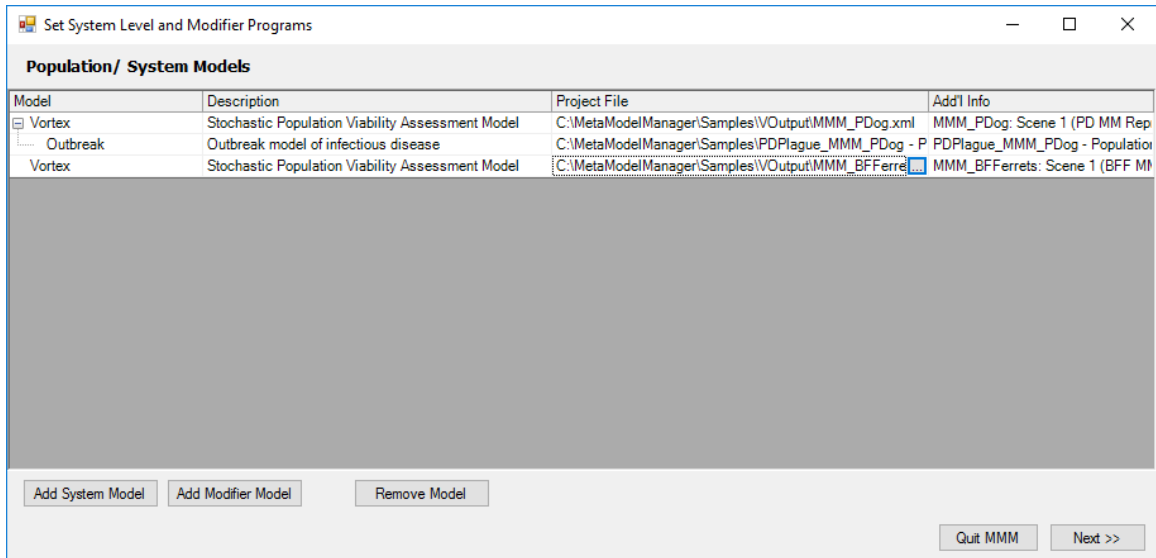 Set System Level and Modifier Programs
Population/ System Models
Model Description Project File Add'l Info
Vortex Stochastic Population Viability Assessment Model C:\MetaModelManager\Samples\VOutput\MMM_PDog.xml MMM_PDog: Scene 1 (PD MM Rep
Outbreak Outbreak model of infectious disease C:\MetaModelManager\Samples\PDPlague_MMM_PDog - P PDPlague_MMM_PDog - Population
Vortex Stochastic Population Viability Assessment Model C:\MetaModelManager\Samples\VOutput\MMM_BFFerre ... MMM_BFFerrets: Scene 1 (BFF MM
Add System Model Add Modifier Model Remove Model
Quit MMM Next >>